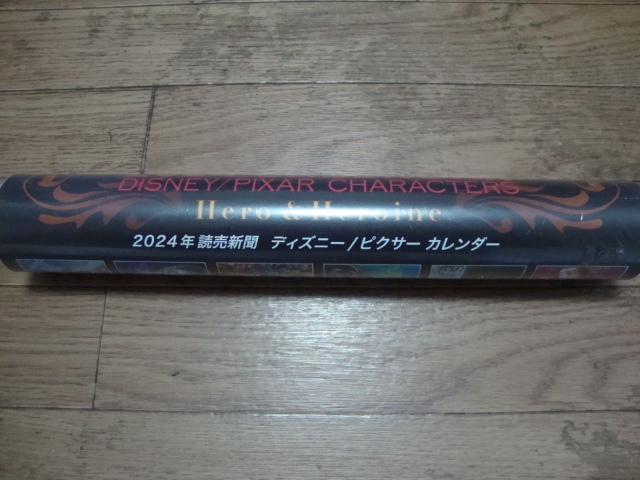 DISNEY/PIXAR CHARACTERS
Hero & Heroine
2024年 読売新聞 ディズニー/ピクサー カレンダー